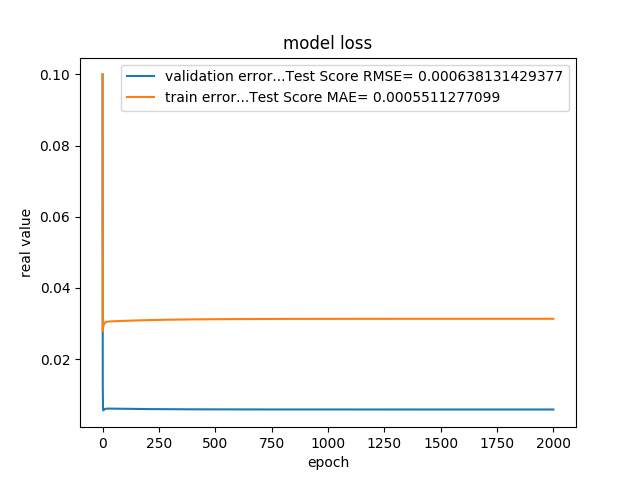 model loss
validation error...Test Score RMSE= 0.000638131429377
train error...Test Score MAE= 0.0005511277099
0.10
0.08
0.06
0.04
0.02
real value
0 250 500 750 1000 1250 1500 1750 2000
epoch